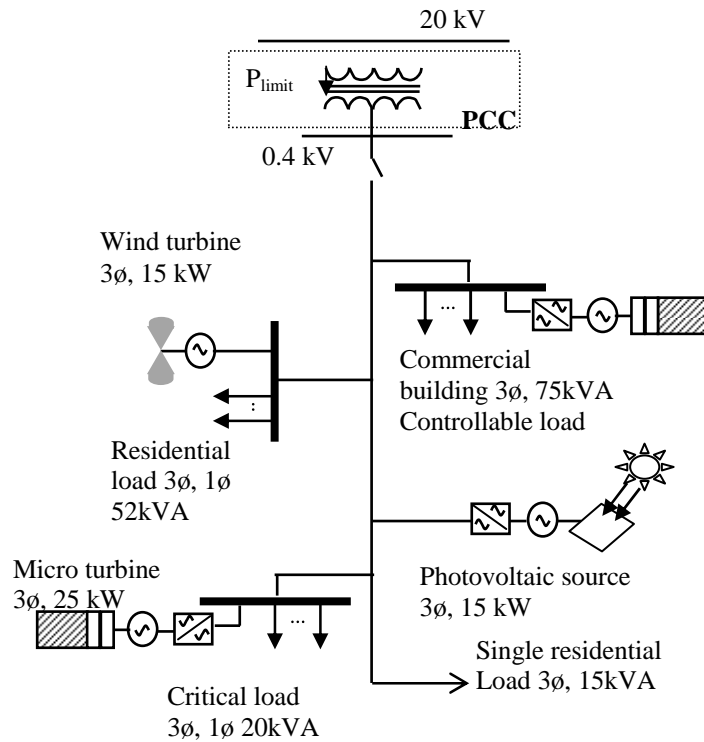 20 kV
P limit
PCC
0.4 kV
Wind turbine
3ø, 15 kW
...
Commercial
building 3ø, 75kVA
Controllable load
:
Residential
load 3ø, 1ø
52kVA
Micro turbine
3ø, 25 kW
...
Photovoltaic source
3ø, 15 kW
Critical load
3ø, 1ø 20kVA
Single residential
Load 3ø, 15kVA